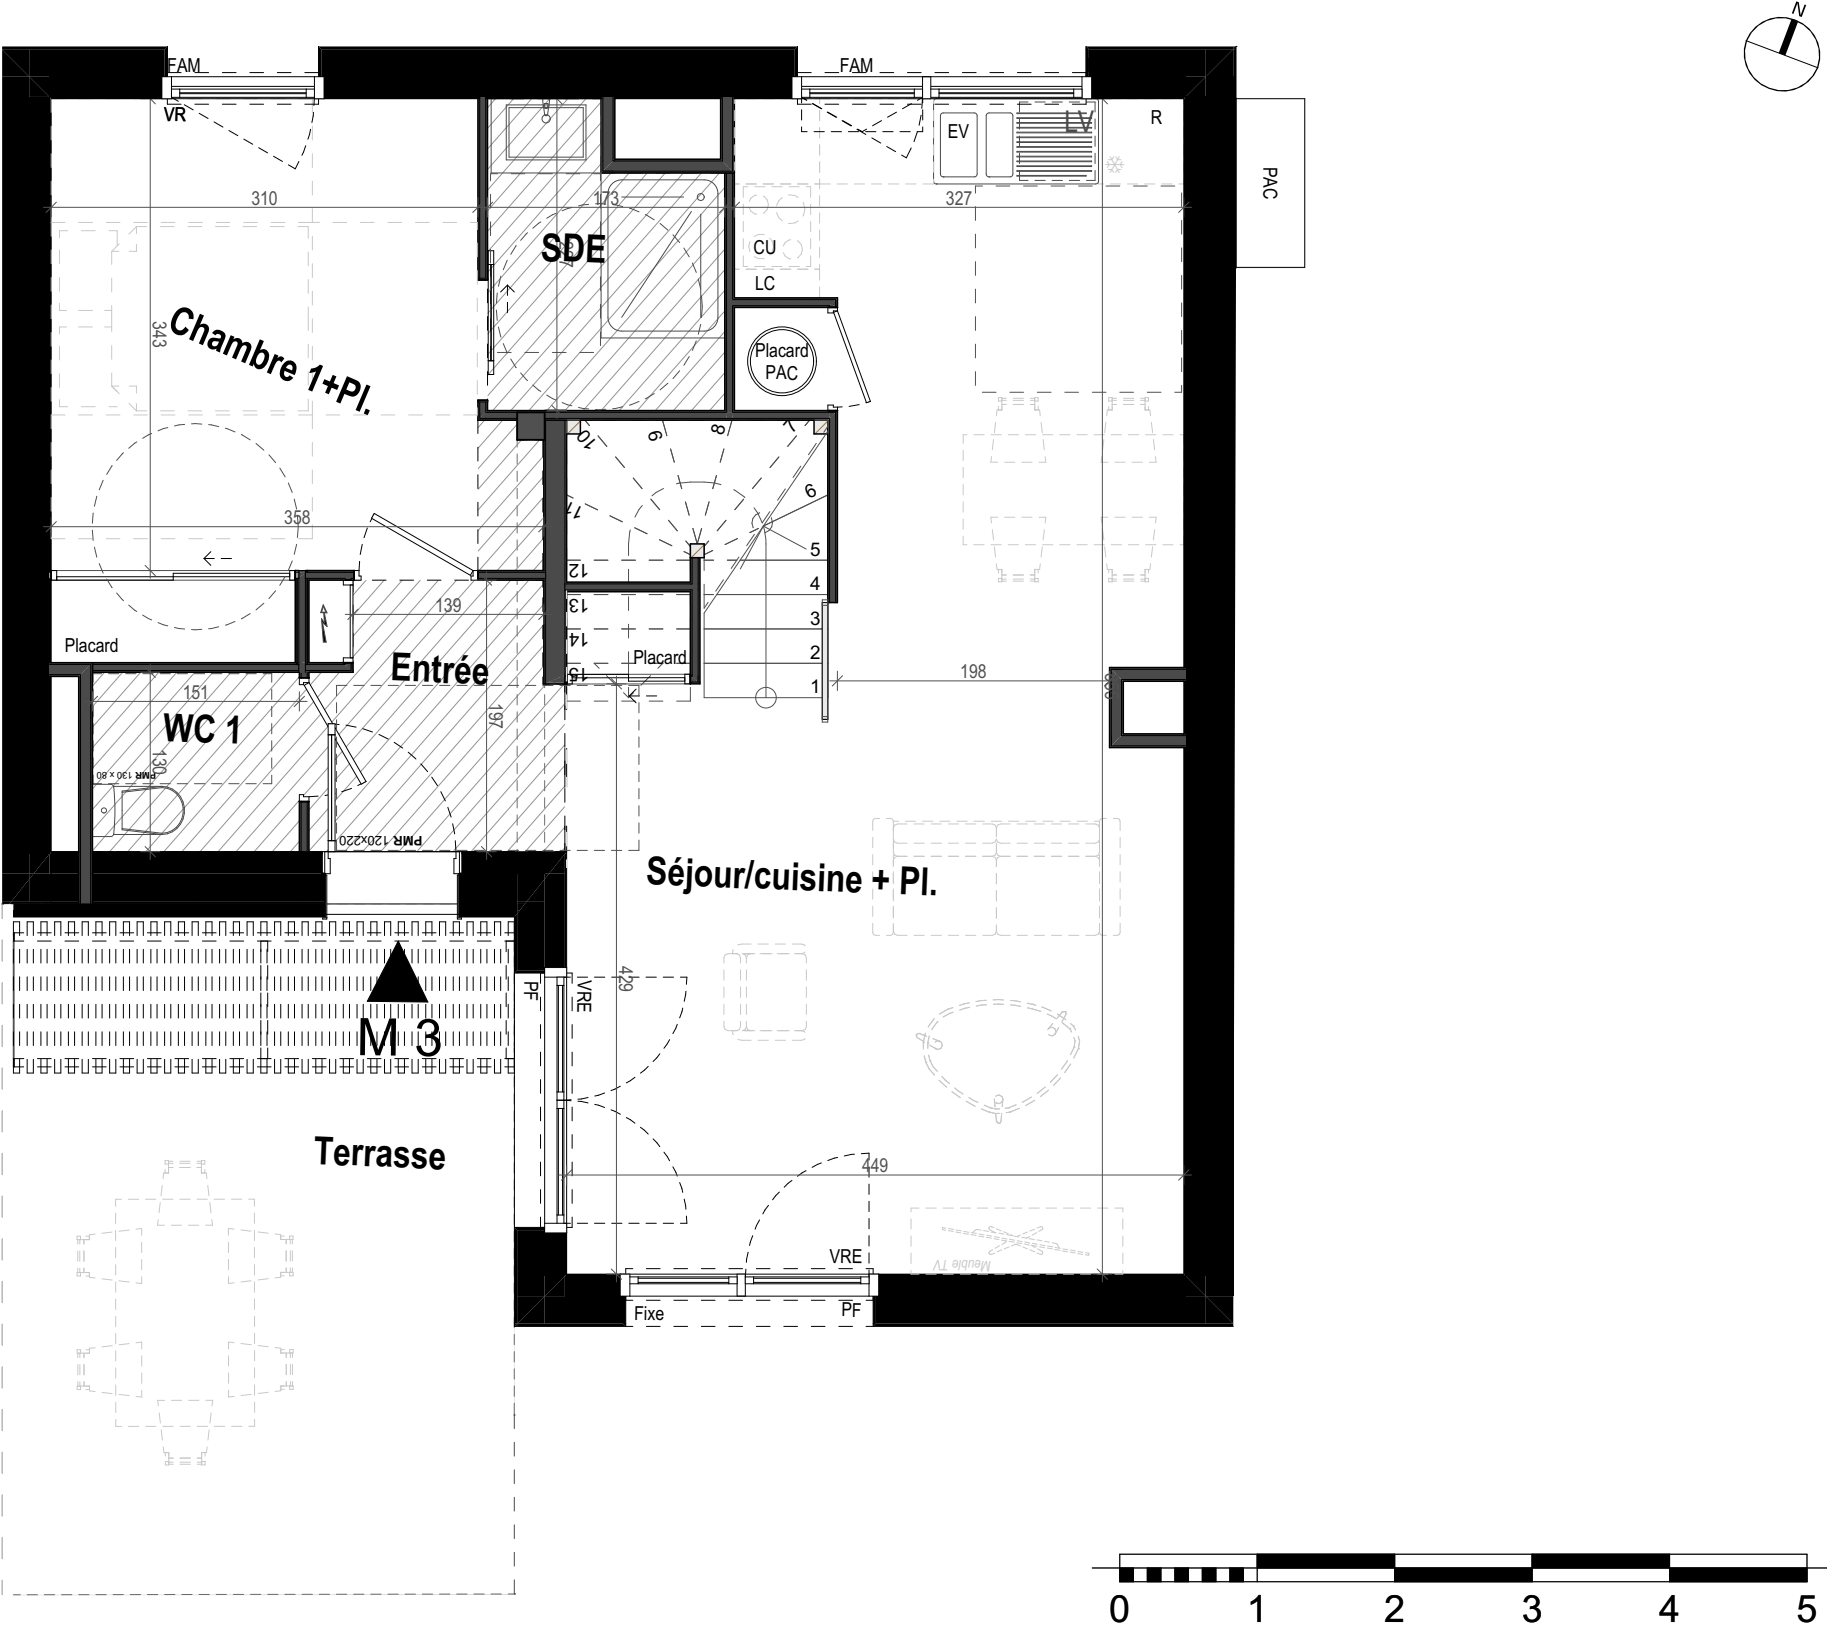 N
FAM
FAM
VR
EV
LV
R
PAC
310
173
327
SDE
CU
LC
343
Chambre 1+Pl.
Placard
PAC
10
9
8
7
11
6
358
5
12
4
139
13
3
14
2
Placard
Entrée
Placard
15
1
198
151
197
WC 1
130
PMR 130 x 80
PMR 120x220
Séjour/cuisine + Pl.
429
PF
VRE
M 3
Terrasse
449
VRE
Meuble TV
Fixe
PF
0 1 2 3 4 5